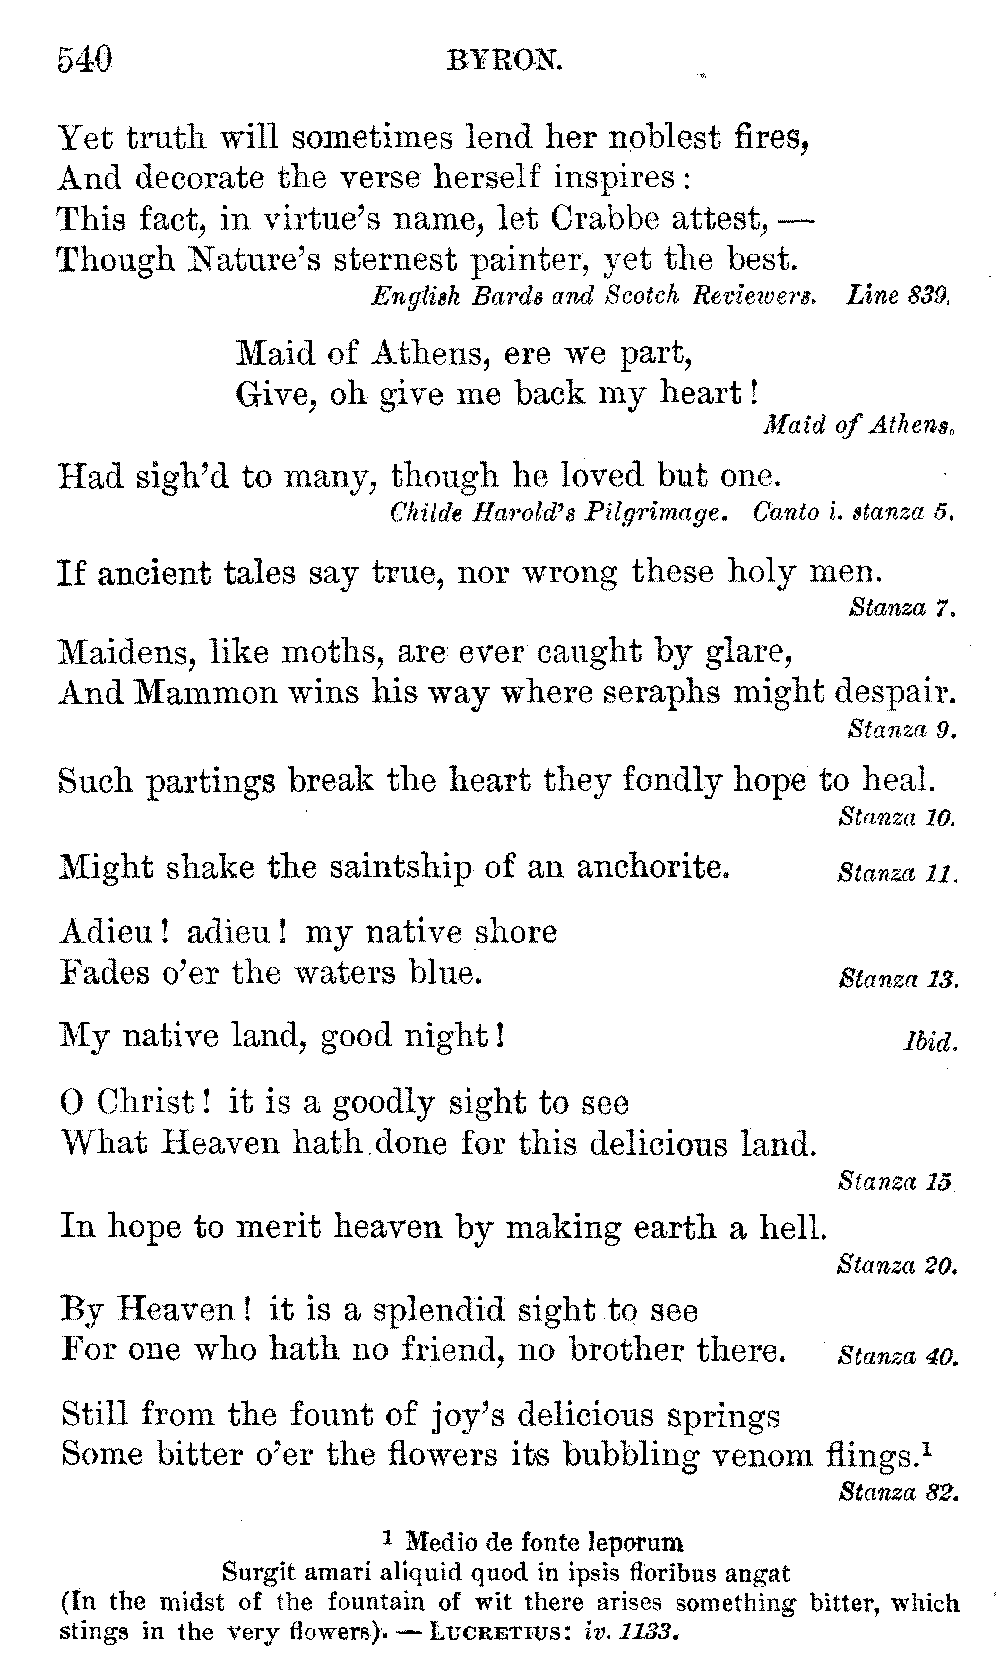 540 BYRON.
Yet truth will sometimes lend her noblest fires,
And decorate the verse herself inspires:
This fact, in virtue's name, let Crabbe attest, —
Though Nature's sternest painter, yet the best.
English Bards and Scotch Reviewers. Line 839.
Maid of Athens, ere we part,
Give, oh give me back my heart!
Maid of Athens.
Had sigh'd to many, though he loved but one.
Childe Harold's Pilgrimage. Canto i. stanza 5.
If ancient tales say true, nor wrong these holy men.
Stanza 7.
Maidens, like moths, are ever caught by glare,
And Mammon wins his way where seraphs might despair.
Stanza 9.
Such partings break the heart they fondly hope to heal.
Stanza 10.
Might shake the saintship of an anchorite. Stanza 11.
Adieu! adieu! my native shore
Fades o'er the waters blue. Stanza 13.
My native land, good night! Ibid.
O Christ! it is a goodly sight to see
What Heaven hath done for this delicious land.
Stanza 15
In hope to merit heaven by making earth a hell.
Stanza 20.
By Heaven! it is a splendid sight to see
For one who hath no friend, no brother there. Stanza 40.
Still from the fount of joy's delicious springs
Some bitter o'er the flowers its bubbling venom flings.¹
Stanza 82.
¹ Medio de fonte leporum
Surgit amari aliquid quod in ipsis floribus angat
(In the midst of the fountain of wit there arises something bitter, which
stings in the very flowers). — LUCRETIUS: iv. 1133.